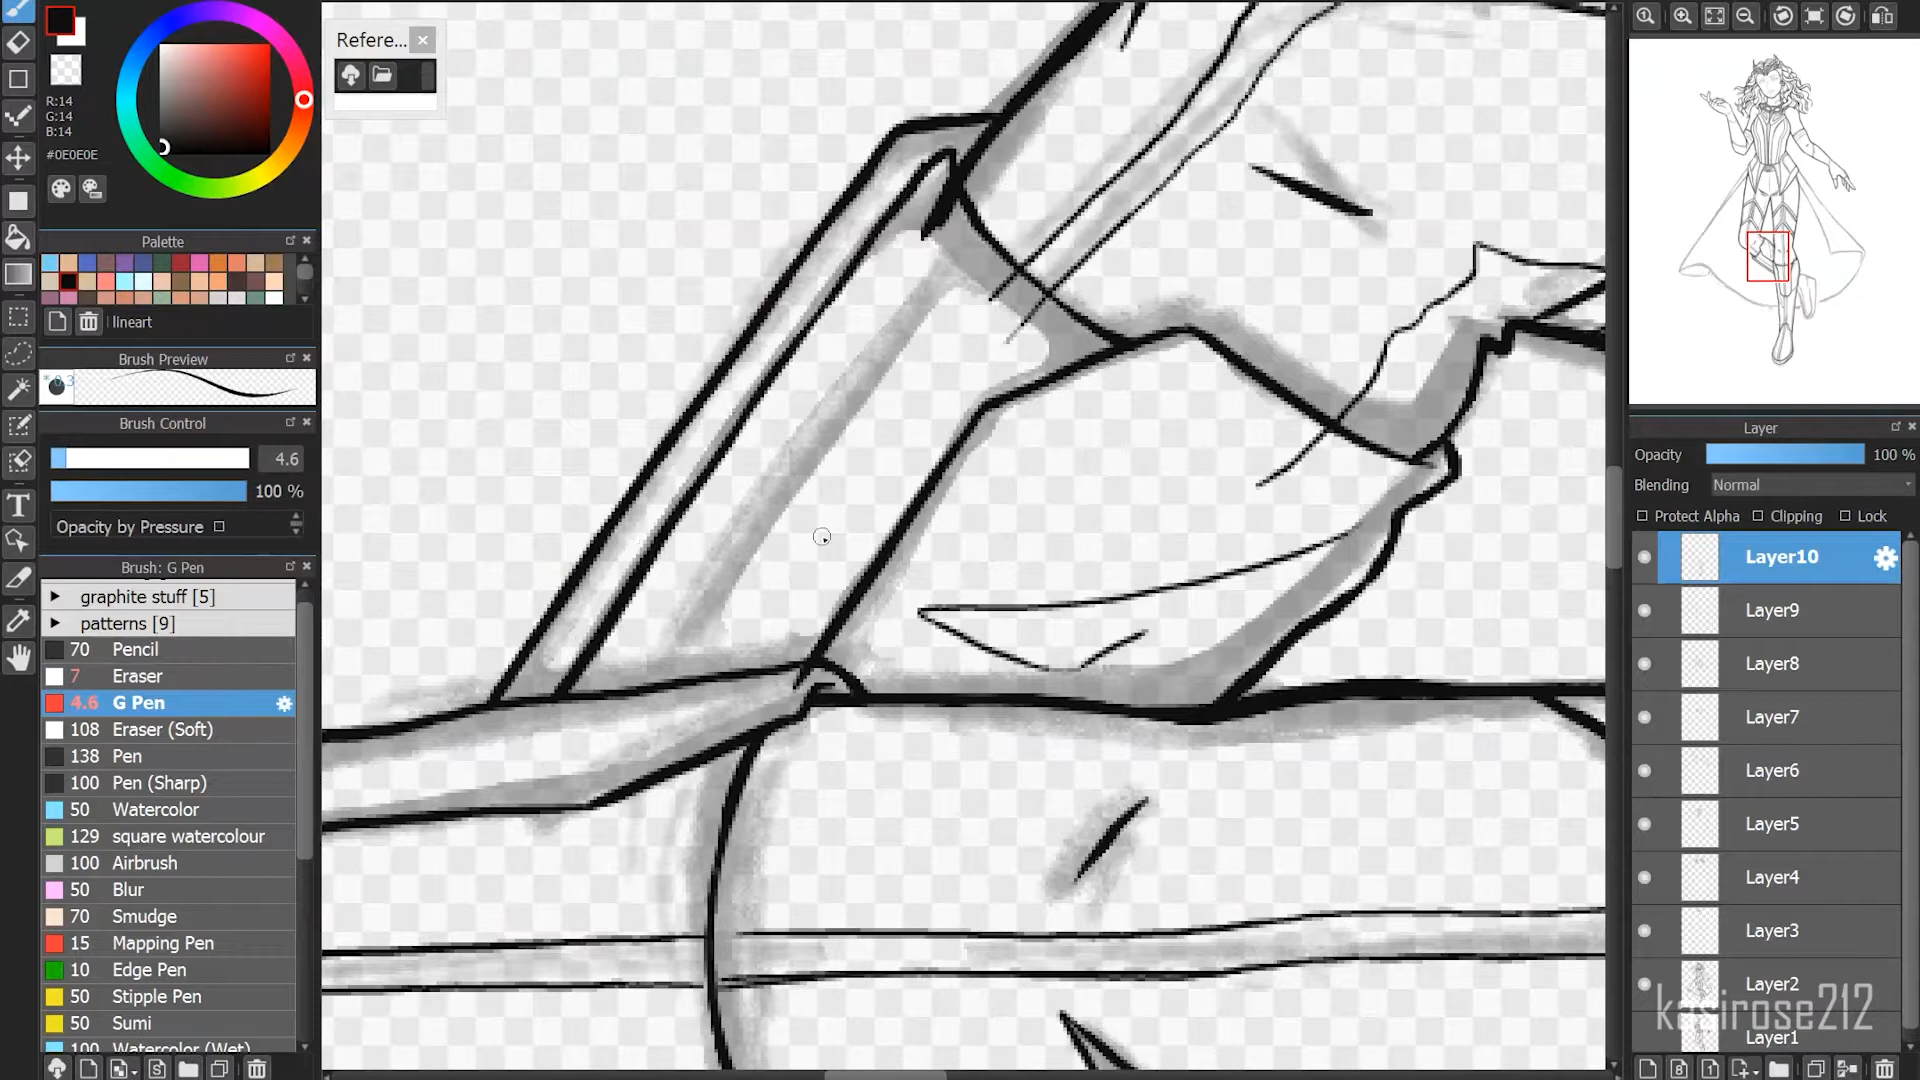 Refere...
R:14
G:14
B:14
#0E0E0E
Palette
lineart
Brush Preview
* 0.3
Brush Control
4.6
100 %
Opacity by Pressure
Brush: G Pen
graphite stuff [5]
patterns [9]
70 Pencil
7 Eraser
4.6 G Pen
108 Eraser (Soft)
138 Pen
100 Pen (Sharp)
50 Watercolor
129 square watercolour
100 Airbrush
50 Blur
70 Smudge
15 Mapping Pen
10 Edge Pen
50 Stipple Pen
50 Sumi
100 Watercolor (Wet)
Layer
Opacity 100 %
Blending Normal
Protect Alpha Clipping Lock
Layer10
Layer9
Layer8
Layer7
Layer6
Layer5
Layer4
Layer3
Layer2
kasirose212
Layer1